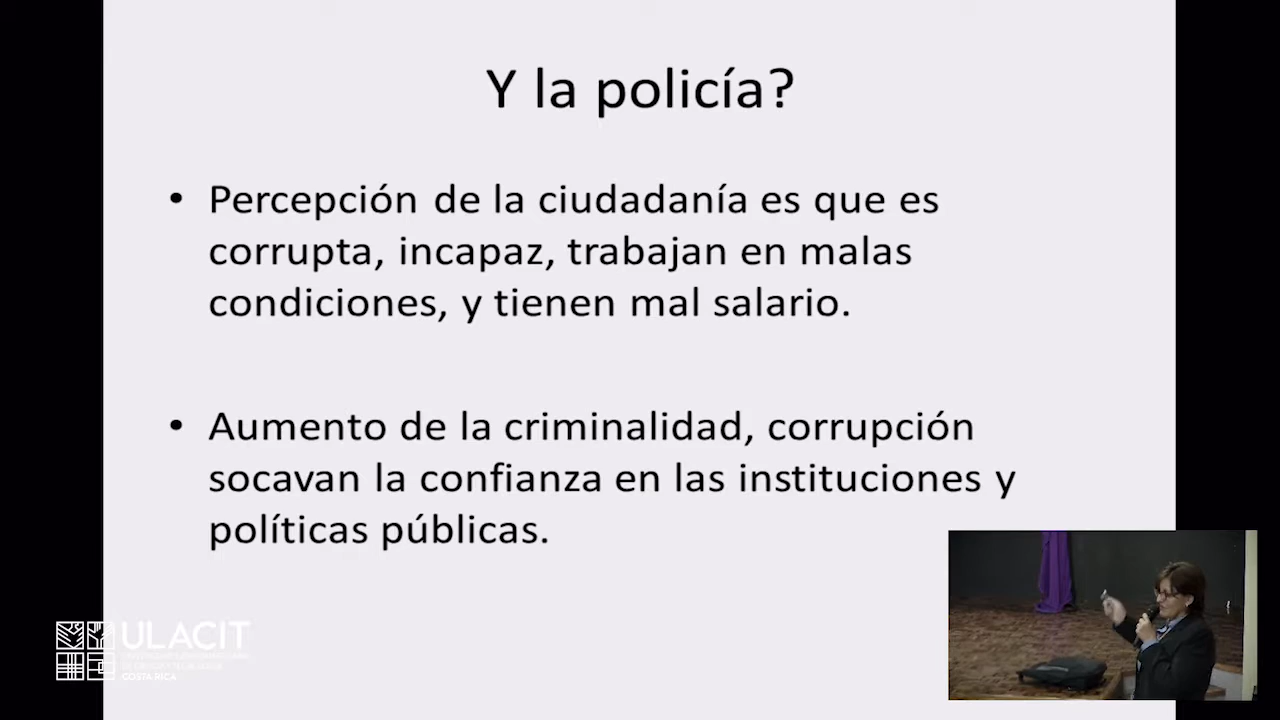 Y la policía?
• Percepción de la ciudadanía es que es
corrupta, incapaz, trabajan en malas
condiciones, y tienen mal salario.
• Aumento de la criminalidad, corrupción
socavan la confianza en las instituciones y
políticas públicas.
ULACIT
COSTA RICA